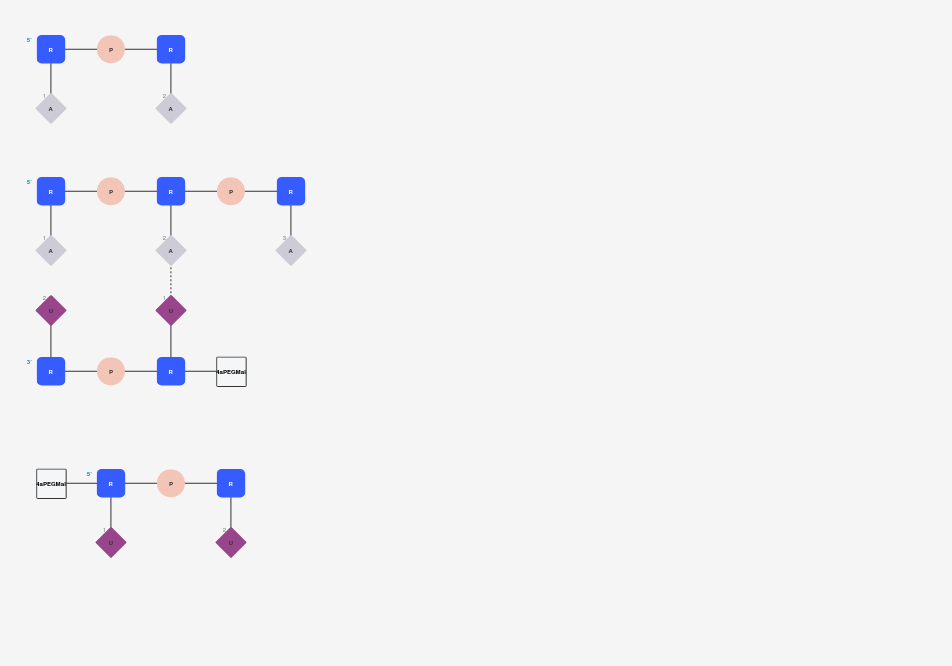 5'
R P R
1 2
A A
5'
R P R P R
1 2 3
A A A
2 1
U U
3'
R P R 4aPEGMal
5'
4aPEGMal R P R
1 2
U U